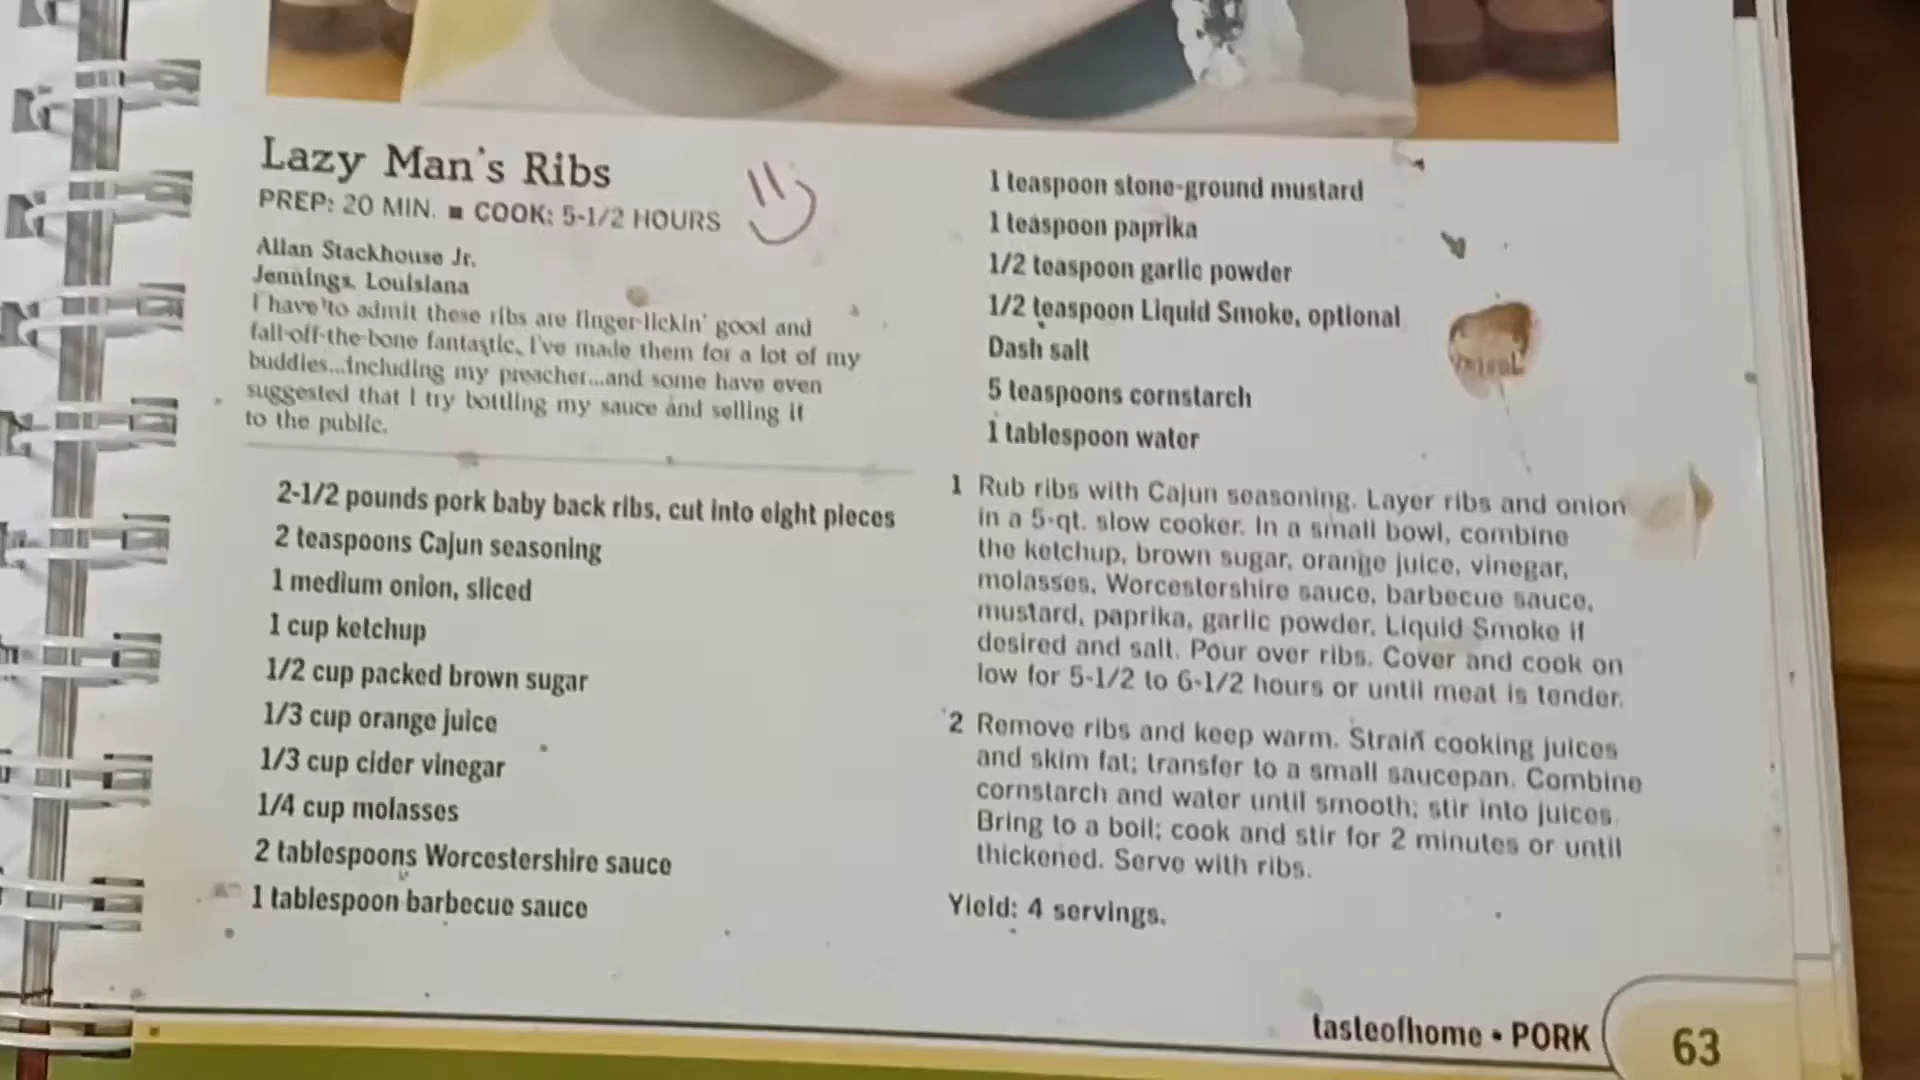 Lazy Man's Ribs
PREP: 20 MIN. ■ COOK: 5-1/2 HOURS
Allan Stackhouse Jr.
Jennings, Louisiana
I have to admit these ribs are finger-lickin' good and
fall-off-the-bone fantastic. I've made them for a lot of my
buddies...including my preacher...and some have even
suggested that I try bottling my sauce and selling it
to the public.
2-1/2 pounds pork baby back ribs, cut into eight pieces
2 teaspoons Cajun seasoning
1 medium onion, sliced
1 cup ketchup
1/2 cup packed brown sugar
1/3 cup orange juice
1/3 cup cider vinegar
1/4 cup molasses
2 tablespoons Worcestershire sauce
1 tablespoon barbecue sauce
1 teaspoon stone-ground mustard
1 teaspoon paprika
1/2 teaspoon garlic powder
1/2 teaspoon Liquid Smoke, optional
Dash salt
5 teaspoons cornstarch
1 tablespoon water
1 Rub ribs with Cajun seasoning. Layer ribs and onion
in a 5-qt. slow cooker. In a small bowl, combine
the ketchup, brown sugar, orange juice, vinegar,
molasses, Worcestershire sauce, barbecue sauce,
mustard, paprika, garlic powder, Liquid Smoke if
desired and salt. Pour over ribs. Cover and cook on
low for 5-1/2 to 6-1/2 hours or until meat is tender.
2 Remove ribs and keep warm. Strain cooking juices
and skim fat; transfer to a small saucepan. Combine
cornstarch and water until smooth; stir into juices.
Bring to a boil; cook and stir for 2 minutes or until
thickened. Serve with ribs.
Yield: 4 servings.
tasteofhome • PORK
63